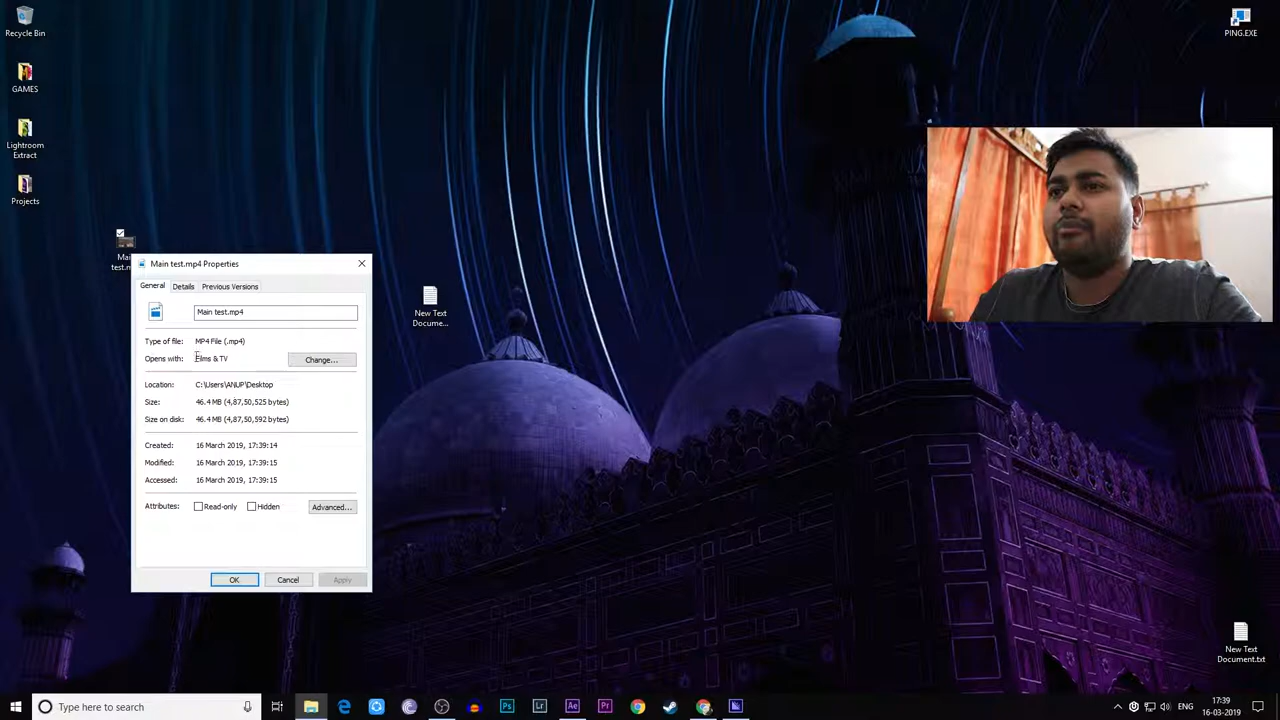 Recycle Bin
PING.EXE
GAMES
Lightroom
Extract
Projects
Main test.mp4 Properties
General
Details
Previous Versions
Main test.mp4
Type of file:
MP4 File (.mp4)
Opens with:
Films & TV
Change...
Location:
C:\Users\ANUP\Desktop
Size:
46.4 MB (4,87,50,525 bytes)
Size on disk:
46.4 MB (4,87,50,592 bytes)
Created:
16 March 2019, 17:39:14
Modified:
16 March 2019, 17:39:15
Accessed:
16 March 2019, 17:39:15
Attributes:
Read-only
Hidden
Advanced...
OK
Cancel
Apply
New Text
Docume...
New Text
Document.txt
Type here to search
Ps
Lr
Ae
Pr
17:39
16-03-2019